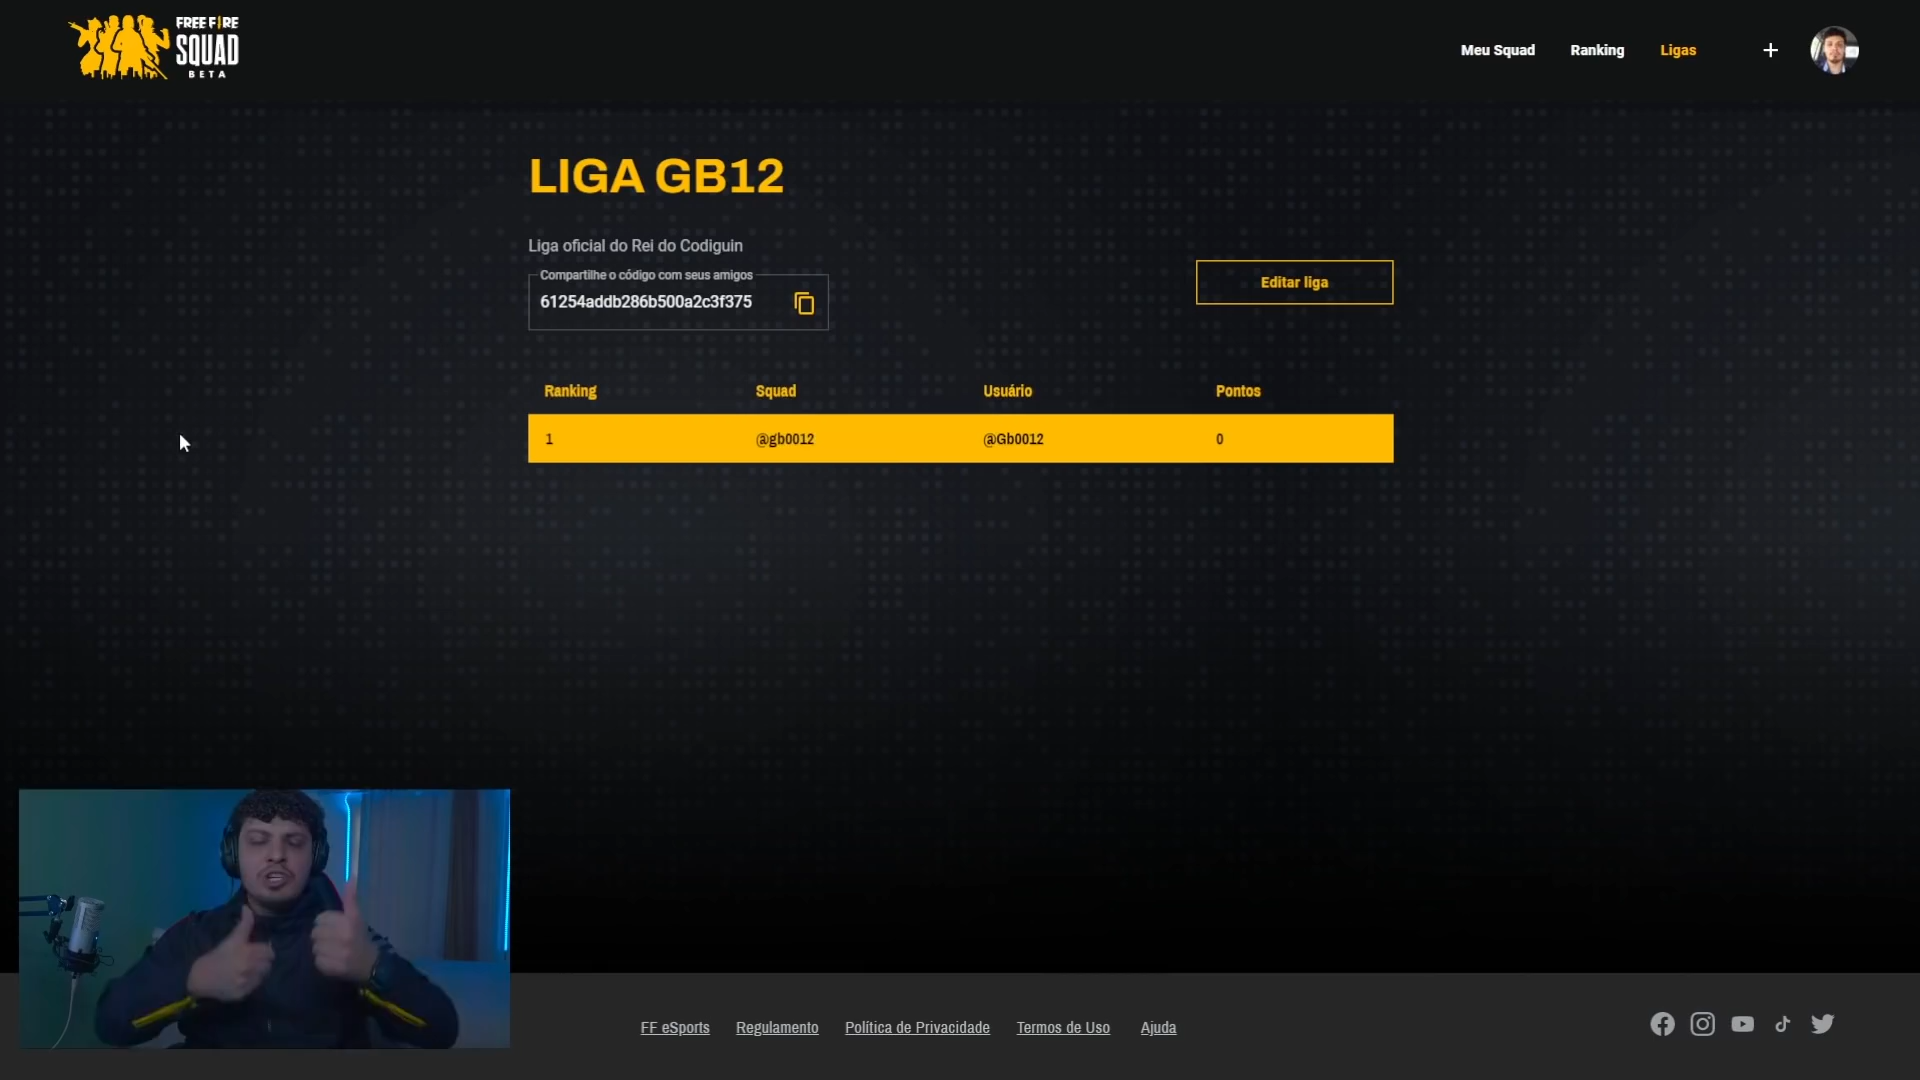 FREE FIRE
SQUAD
BETA
Meu Squad
Ranking
Ligas
LIGA GB12
Liga oficial do Rei do Codiguin
Compartilhe o código com seus amigos
61254addb286b500a2c3f375
Editar liga
Ranking Squad Usuário Pontos
1 @gb0012 @Gb0012 0
FF eSports
Regulamento
Política de Privacidade
Termos de Uso
Ajuda